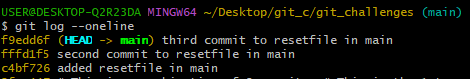 USER@DESKTOP-Q2R23DA MINGW64 ~/Desktop/git_c/git_challenges (main)
$ git log --oneline
f9edd6f (HEAD -> main) third commit to resetfile in main
fffd1f5 second commit to resetfile in main
c4bf726 added resetfile in main